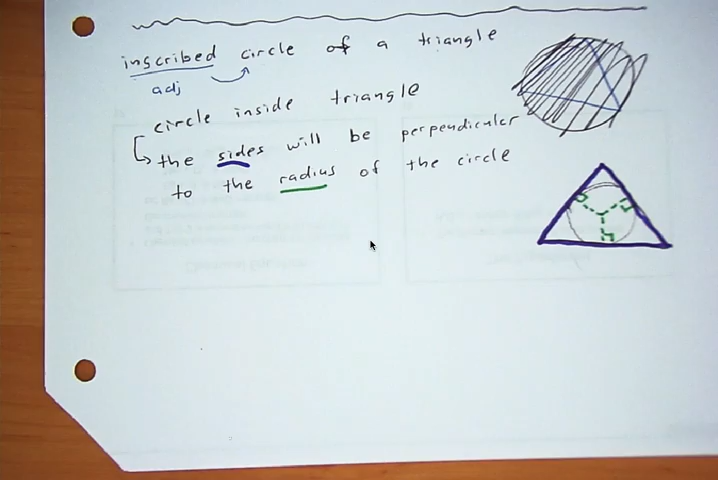 inscribed circle of a triangle
adj
circle inside triangle
the sides will be perpendicular
to the radius of the circle